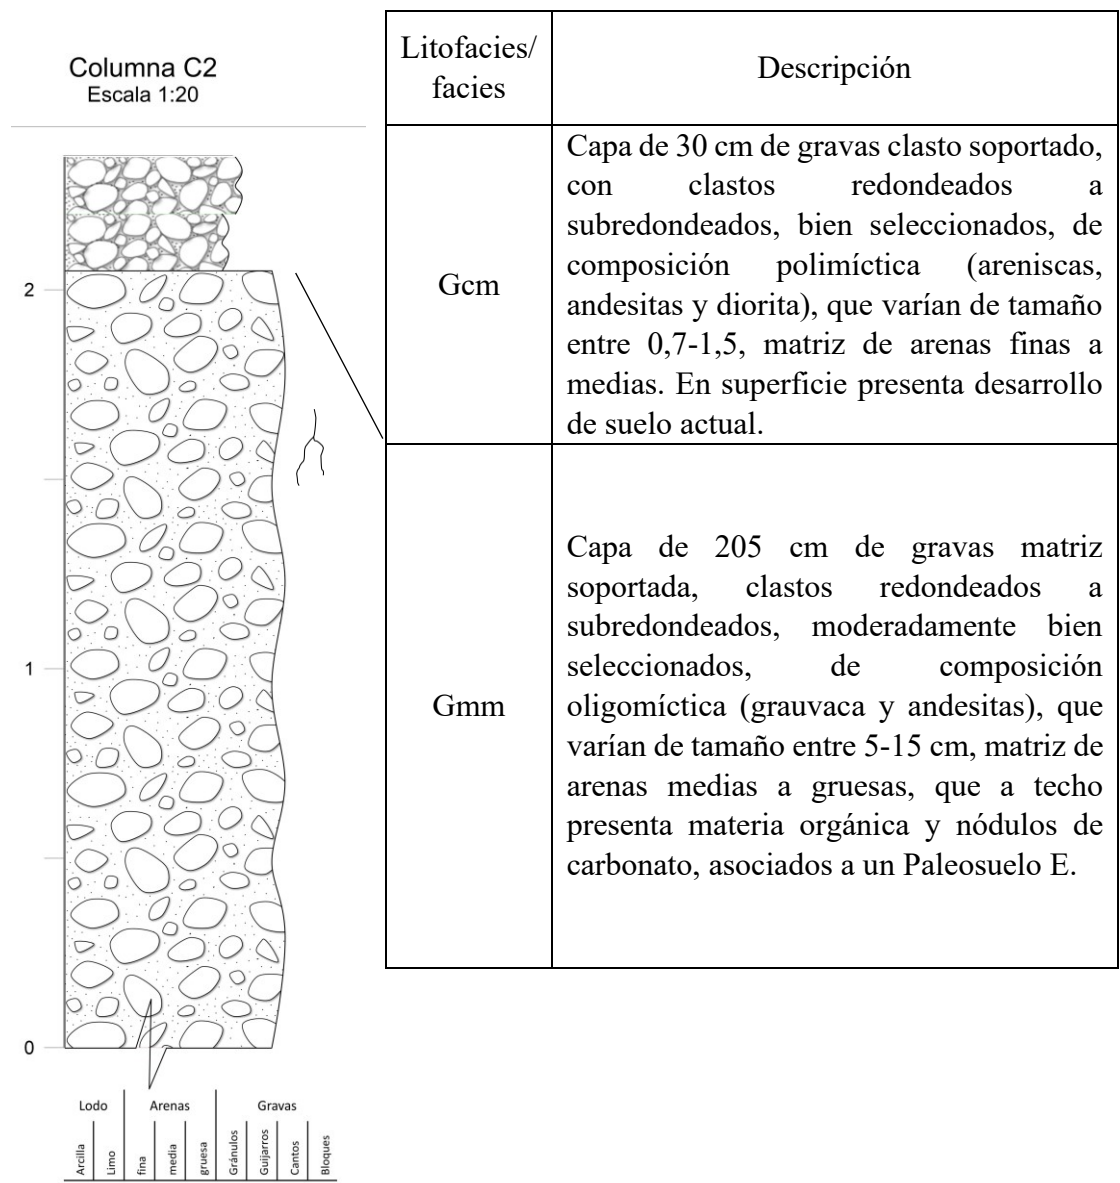 Columna C2
Escala 1:20
2
1
0
Lodo
Arenas
Gravas
Arcilla
Limo
fina
media
gruesa
Gránulos
Guijarros
Cantos
Bloques
Litofacies/
facies
Descripción
Gcm
Capa de 30 cm de gravas clasto soportado,
con clastos redondeados a
subredondeados, bien seleccionados, de
composición polimíctica (areniscas,
andesitas y diorita), que varían de tamaño
entre 0,7-1,5, matriz de arenas finas a
medias. En superficie presenta desarrollo
de suelo actual.
Gmm
Capa de 205 cm de gravas matriz
soportada, clastos redondeados a
subredondeados, moderadamente bien
seleccionados, de composición
oligomíctica (grauvaca y andesitas), que
varían de tamaño entre 5-15 cm, matriz de
arenas medias a gruesas, que a techo
presenta materia orgánica y nódulos de
carbonato, asociados a un Paleosuelo E.